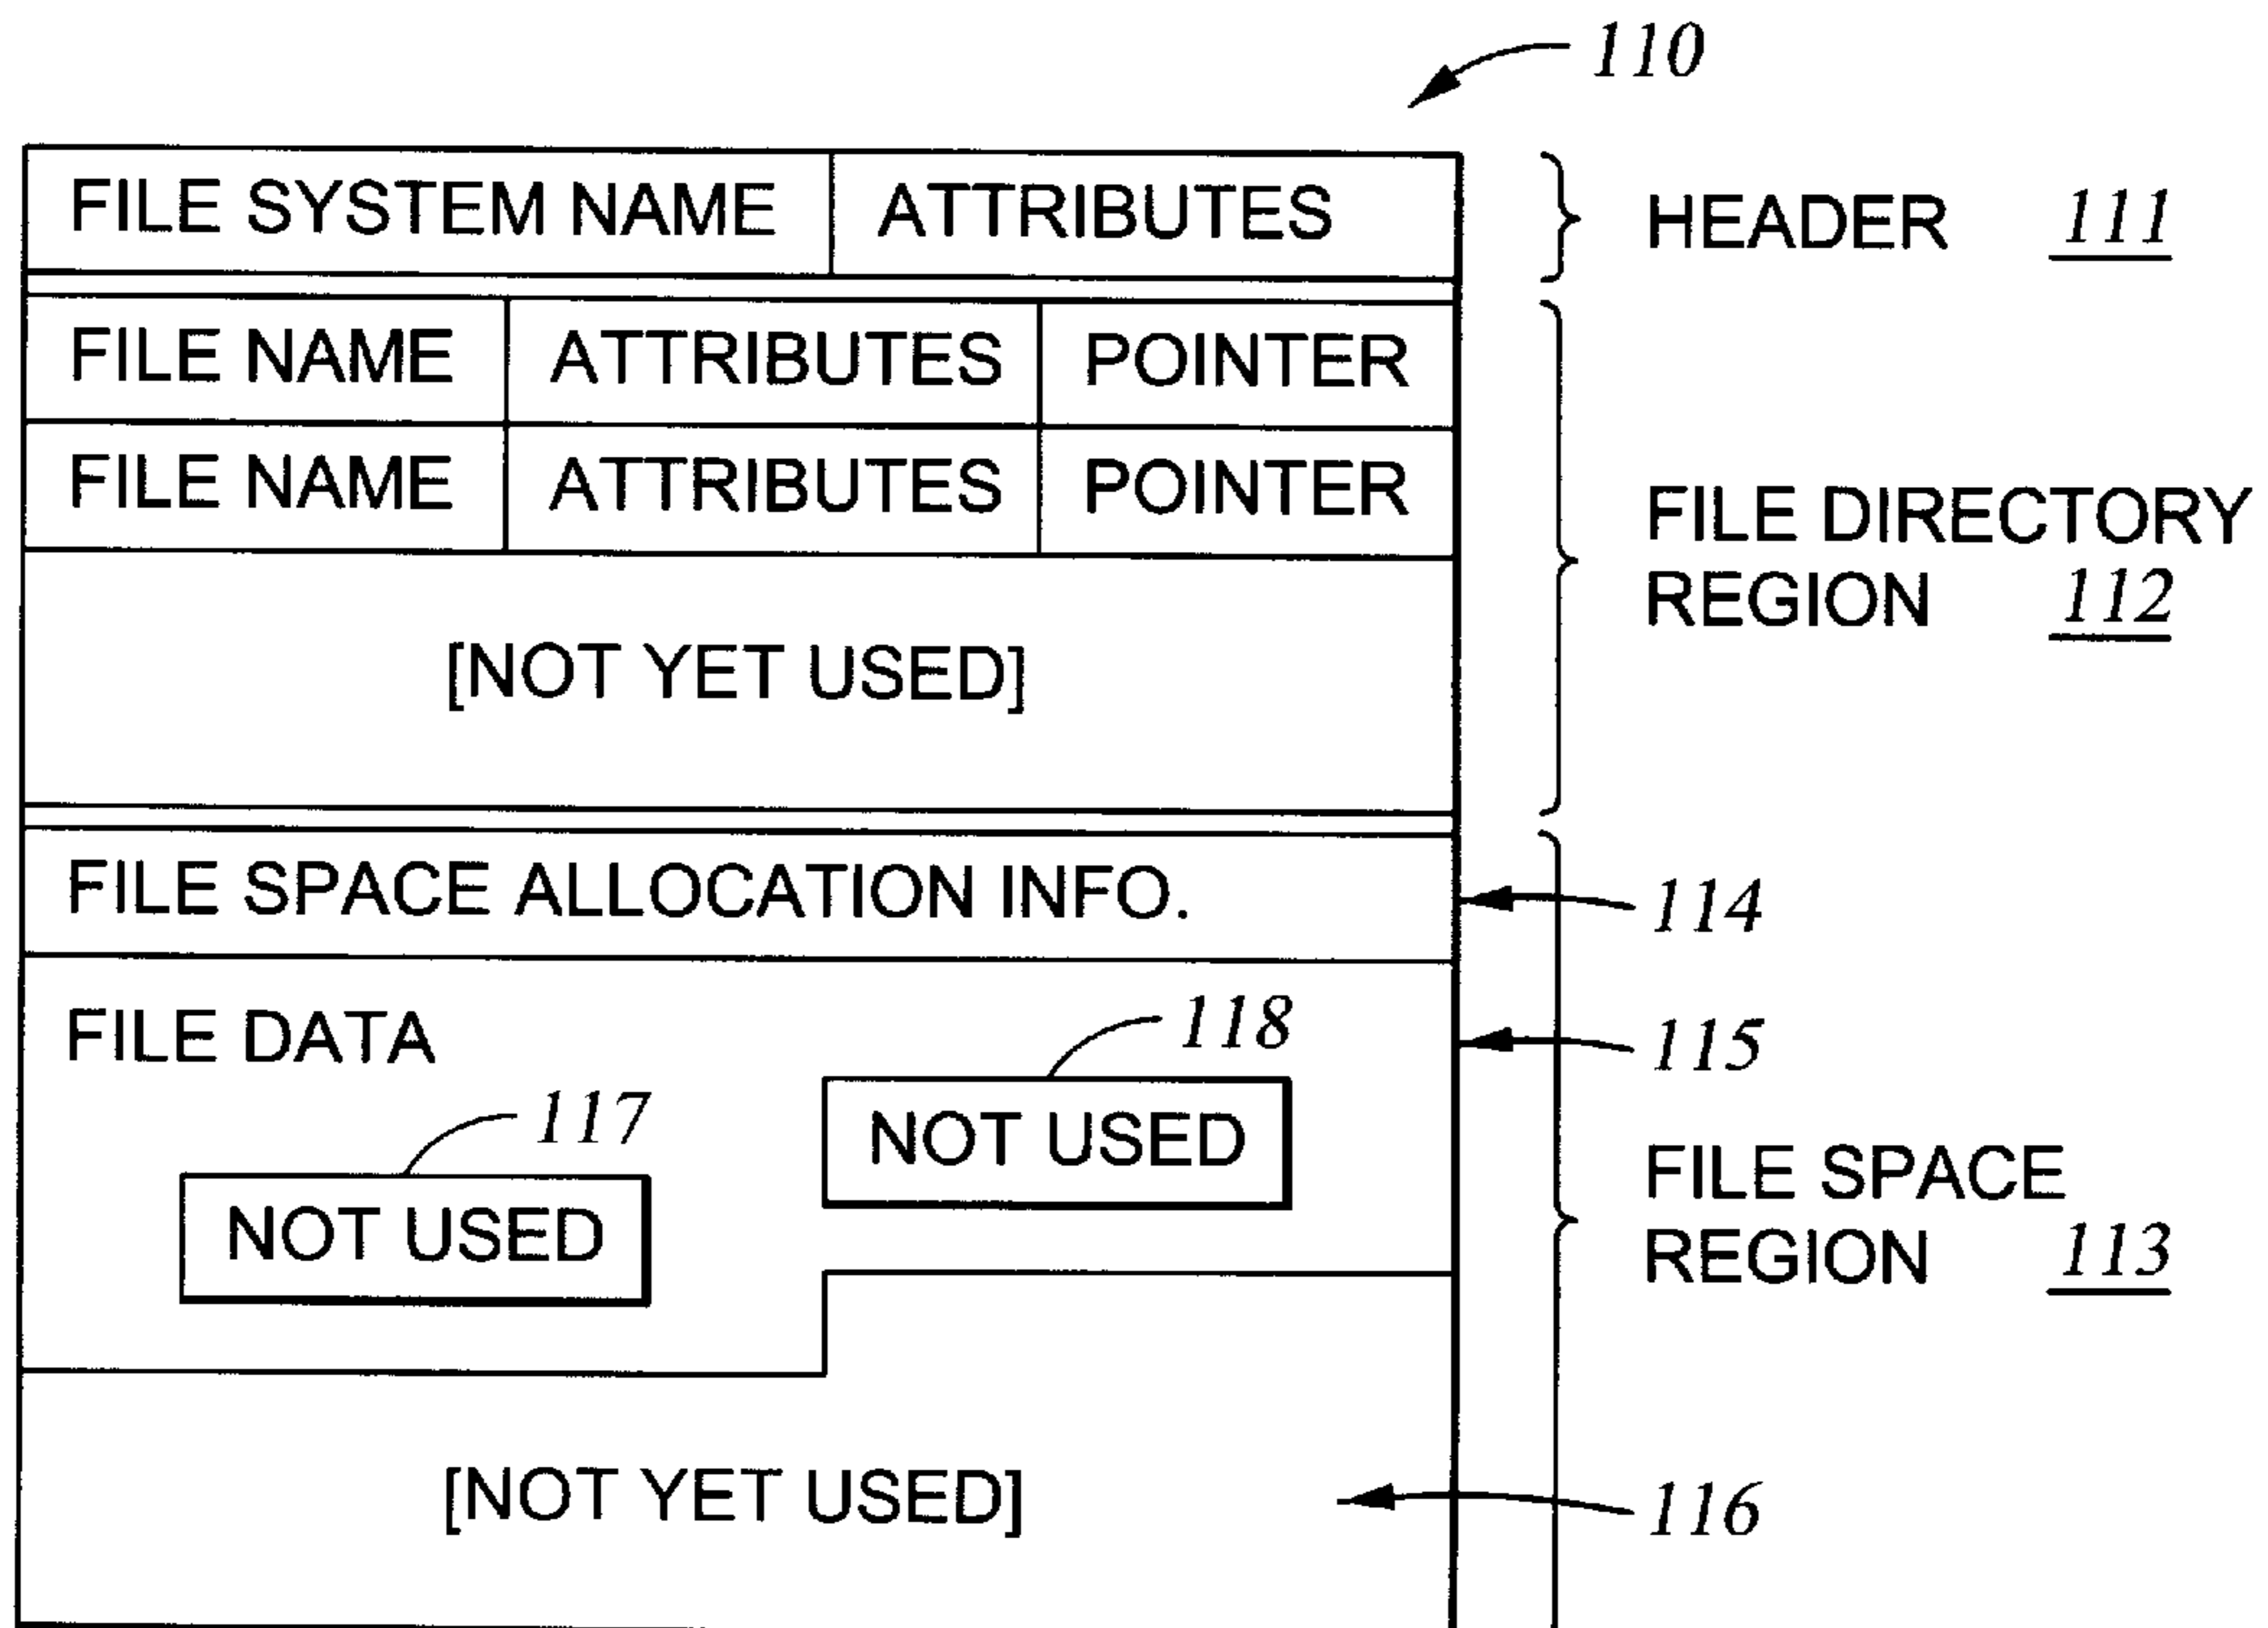 110
FILE SYSTEM NAME ATTRIBUTES HEADER 111
FILE NAME ATTRIBUTES POINTER
FILE NAME ATTRIBUTES POINTER
FILE DIRECTORY
REGION 112
[NOT YET USED]
FILE SPACE ALLOCATION INFO. 114
FILE DATA 118 115
NOT USED
117
NOT USED
FILE SPACE
REGION 113
[NOT YET USED] 116